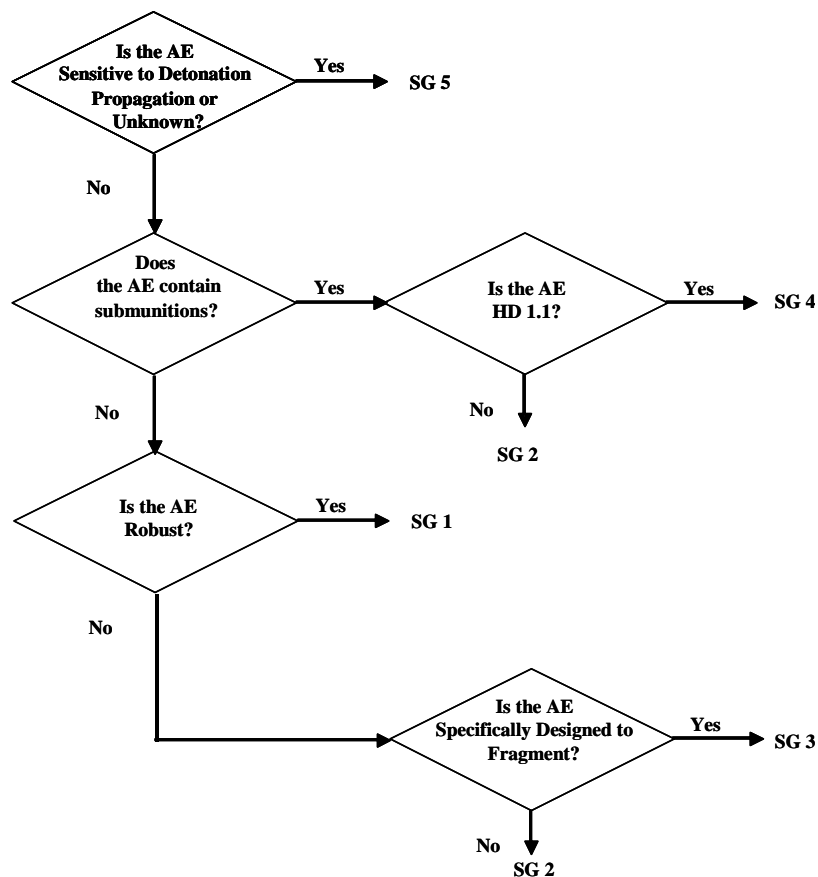 Is the AE
Sensitive to Detonation
Propagation or
Unknown?
Yes
SG 5
No
Does
the AE contain
submunitions?
Yes
Is the AE
HD 1.1?
Yes
SG 4
No
SG 2
No
Is the AE
Robust?
Yes
SG 1
No
Is the AE
Specifically Designed to
Fragment?
Yes
SG 3
No
SG 2